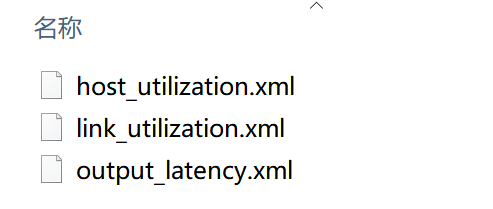 名称
host_utilization.xml
link_utilization.xml
output_latency.xml